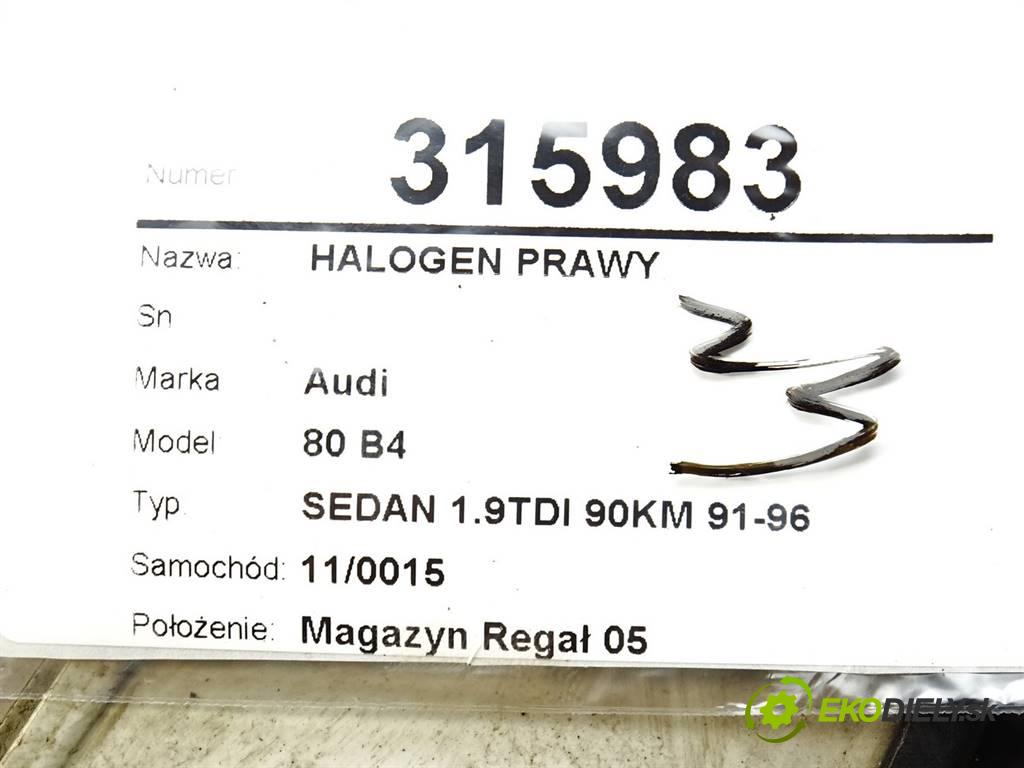 Numer 315983
Nazwa: HALOGEN PRAWY
Sn
Marka Audi
Model 80 B4
Typ SEDAN 1.9TDI 90KM 91-96
Samochód: 11/0015
Położenie: Magazyn Regał 05
EKODIELY.sk